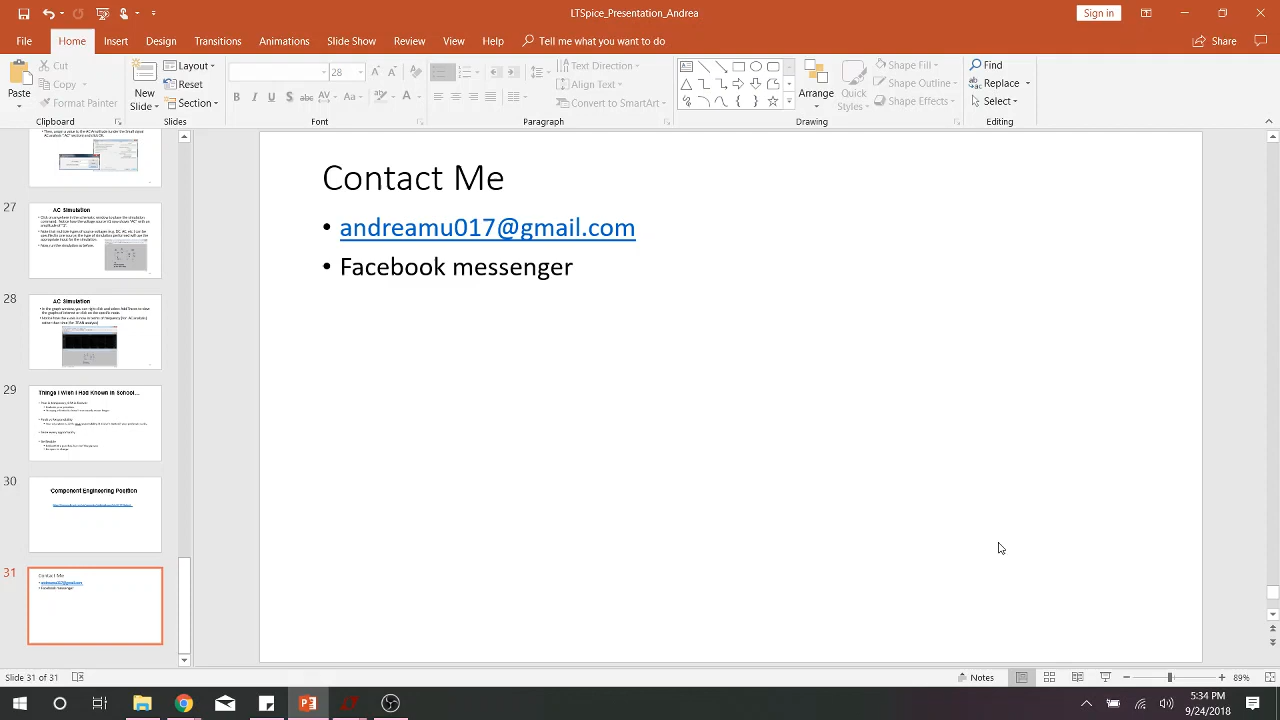 LTSpice_Presentation_Andrea
Sign in
File Home Insert Design Transitions Animations Slide Show Review View Help Tell me what you want to do
Share
Paste
Cut
Copy
Format Painter
Clipboard
New
Slide
Layout
Reset
Section
Slides
28
Font
Text Direction
Align Text
Convert to SmartArt
Paragraph
Arrange
Quick
Styles
Shape Fill
Shape Outline
Shape Effects
Drawing
Find
Replace
Select
Editing
27
AC Simulation
28
AC Simulation
29
Things I Wish I Had Known In School...
30
Component Engineering Position
31
Contact Me
andreamu017@gmail.com
Facebook messenger
Contact Me
• andreamu017@gmail.com
• Facebook messenger
Slide 31 of 31
Notes
89%
5:34 PM
9/24/2018